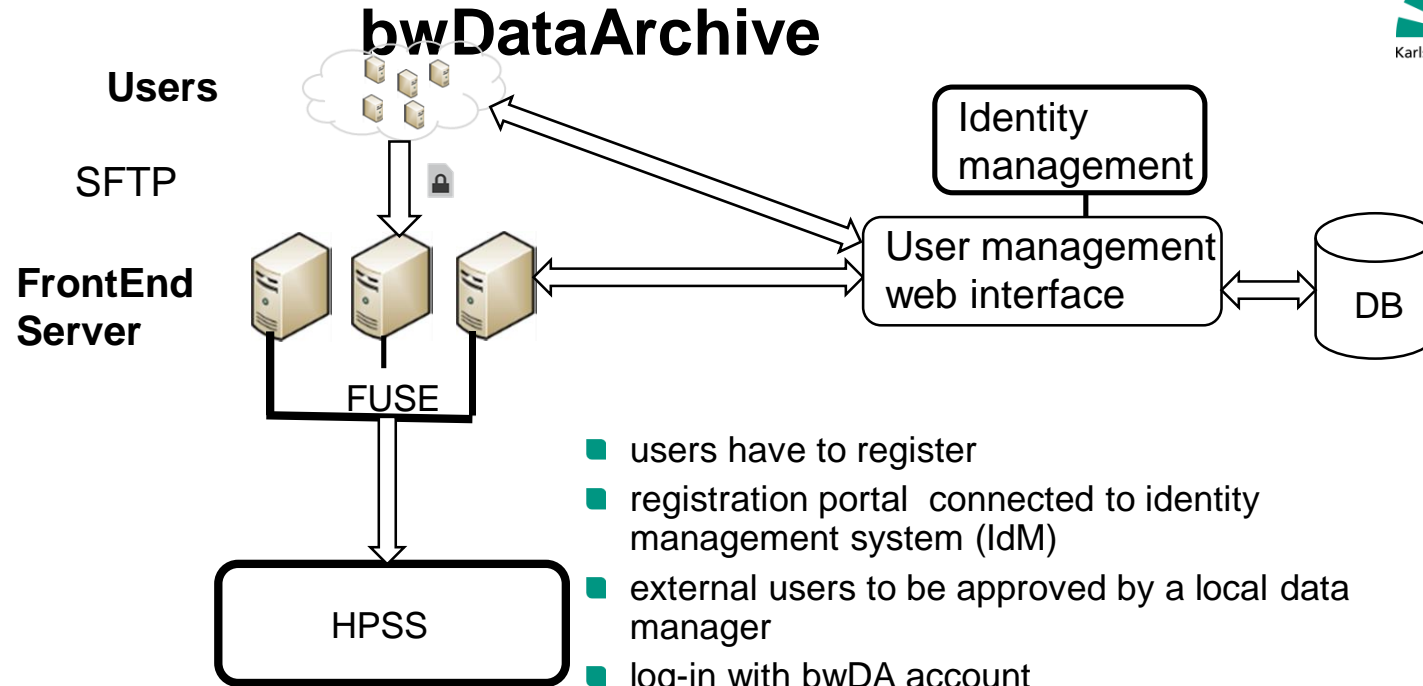 bwDataArchive
Karls
Users
SFTP
FrontEnd
Server
FUSE
HPSS
Identity
management
User management
web interface
DB
users have to register
registration portal connected to identity
management system (IdM)
external users to be approved by a local data
manager
log-in with bwDA account